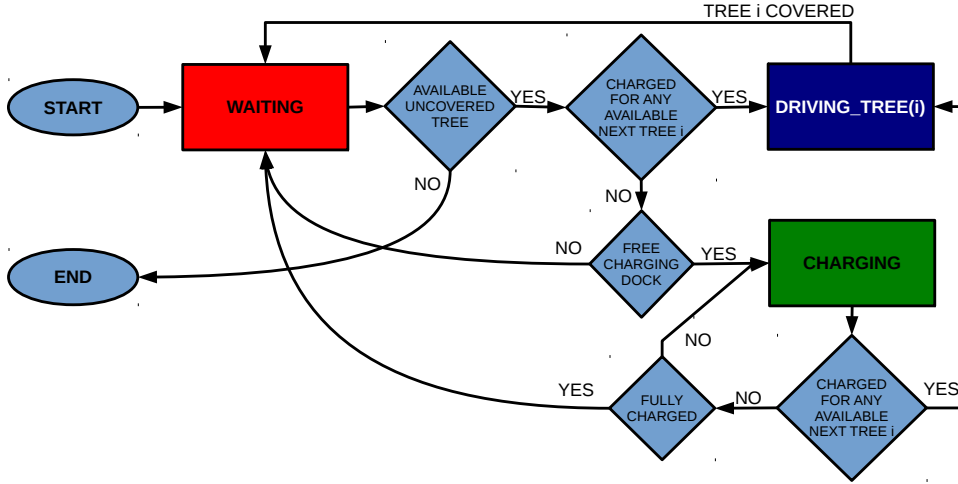 TREE i COVERED
START
WAITING
AVAILABLE
UNCOVERED
TREE
YES
CHARGED
FOR ANY
AVAILABLE
NEXT TREE i
YES
DRIVING_TREE(i)
NO
NO
END
NO
FREE
CHARGING
DOCK
YES
CHARGING
NO
YES
FULLY
CHARGED
NO
CHARGED
FOR ANY
AVAILABLE
NEXT TREE i
YES